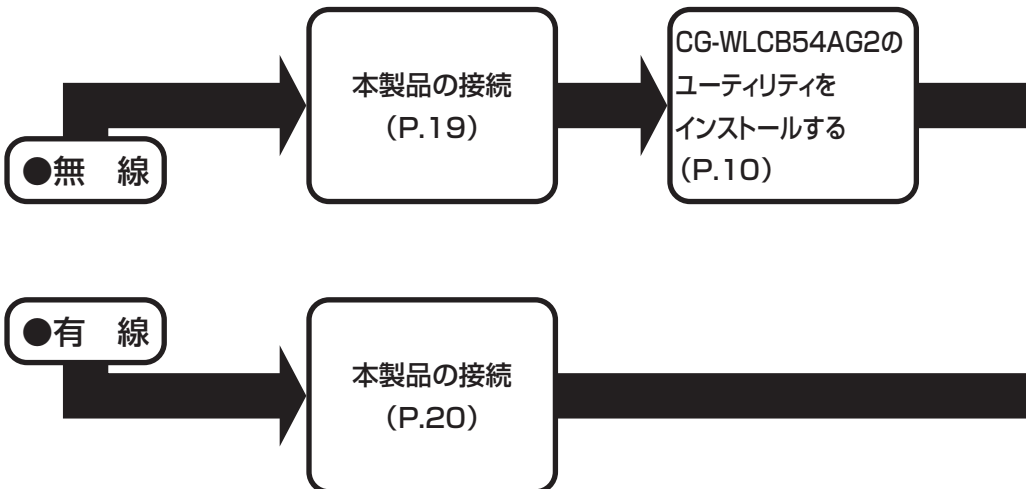 ●無　線
本製品の接続
（P.19）
CG-WLCB54AG2の
ユーティリティを
インストールする
（P.10）
●有　線
本製品の接続
（P.20）